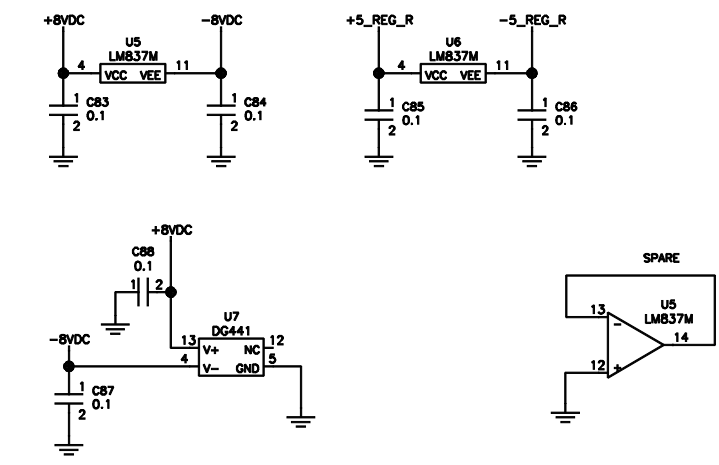 +8VDC
-8VDC
U5
LM837M
4
VCC VEE
11
1
C83
0.1
2
1
C84
0.1
2
+5_REG_R
-5_REG_R
U6
LM837M
4
VCC VEE
11
1
C85
0.1
2
1
C86
0.1
2
+8VDC
C88
0.1
1
2
U7
DG441
13
V+
NC
12
-8VDC
4
V-
GND
5
1
C87
0.1
2
SPARE
U5
LM837M
13
-
14
12
+